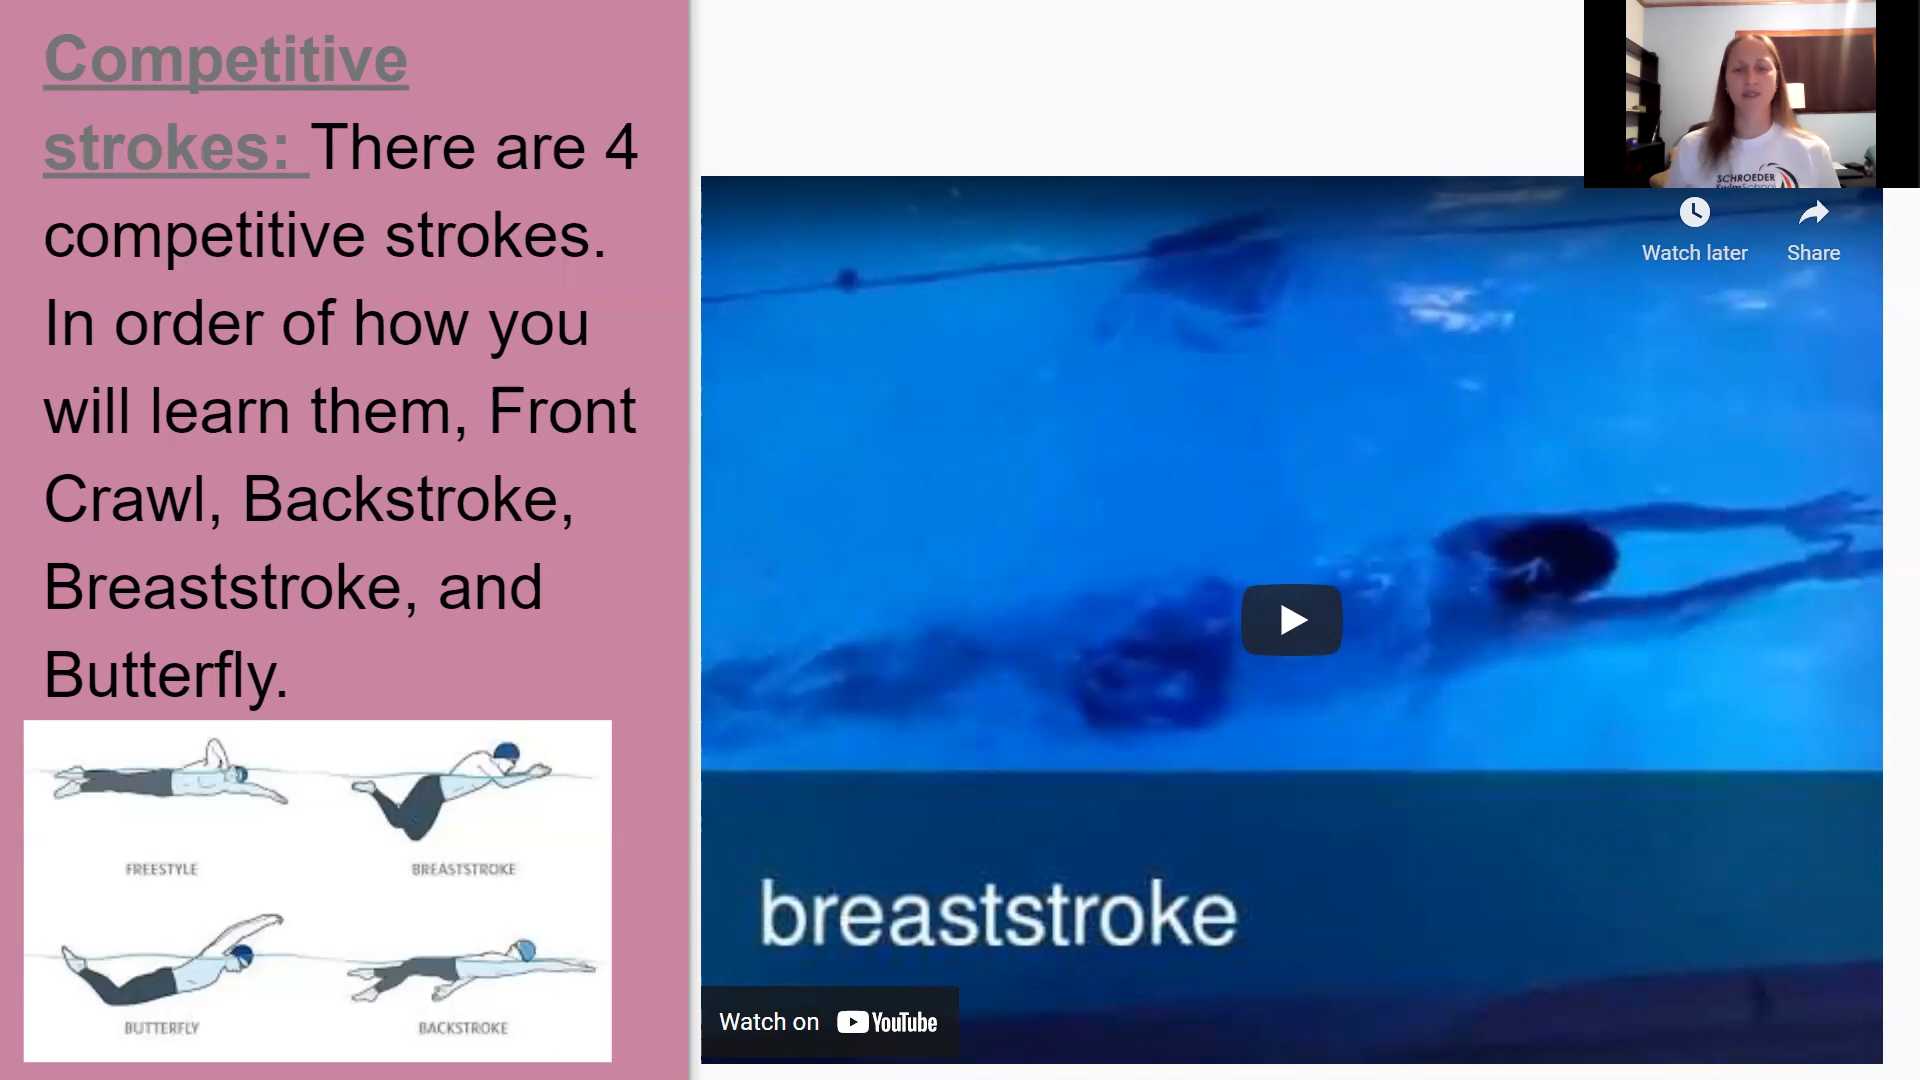 Competitive
strokes: There are 4
competitive strokes.
In order of how you
will learn them, Front
Crawl, Backstroke,
Breaststroke, and
Butterfly.
FREESTYLE
BREASTSTROKE
BUTTERFLY
BACKSTROKE
SCHROEDER
SwimSchool
Watch later
Share
breaststroke
Watch on YouTube